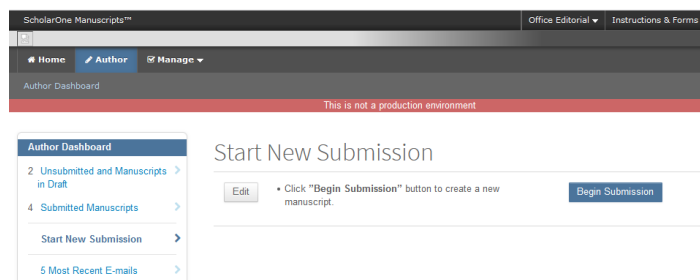 ScholarOne Manuscripts™
Office Editorial Instructions & Forms
Home Author Manage
Author Dashboard
This is not a production environment
Author Dashboard
2 Unsubmitted and Manuscripts in Draft
4 Submitted Manuscripts
Start New Submission
5 Most Recent E-mails
Start New Submission
Edit
• Click "Begin Submission" button to create a new
manuscript.
Begin Submission